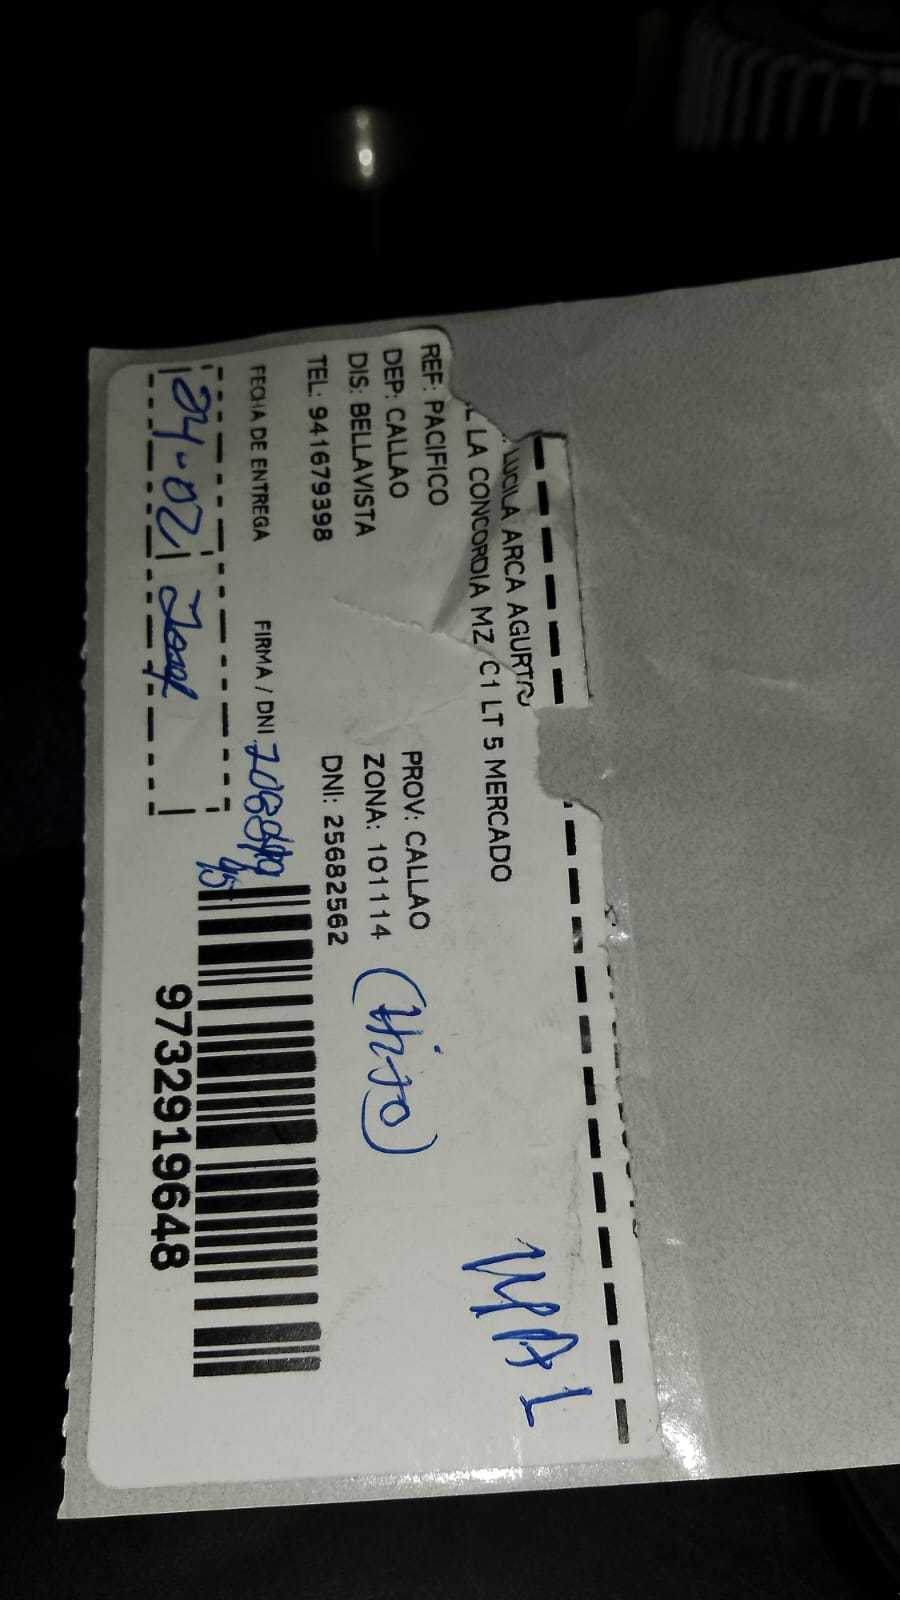 LUCILA ARCA AGURTO
LA CONCORDIA MZ C1 LT 5 MERCADO
REF: PACIFICO
DEP: CALLAO PROV: CALLAO
DIS: BELLAVISTA ZONA: 101114 (Hijo)
TEL: 941679398 DNI: 25682562
FECHA DE ENTREGA FIRMA / DNI
24-02
9732919648